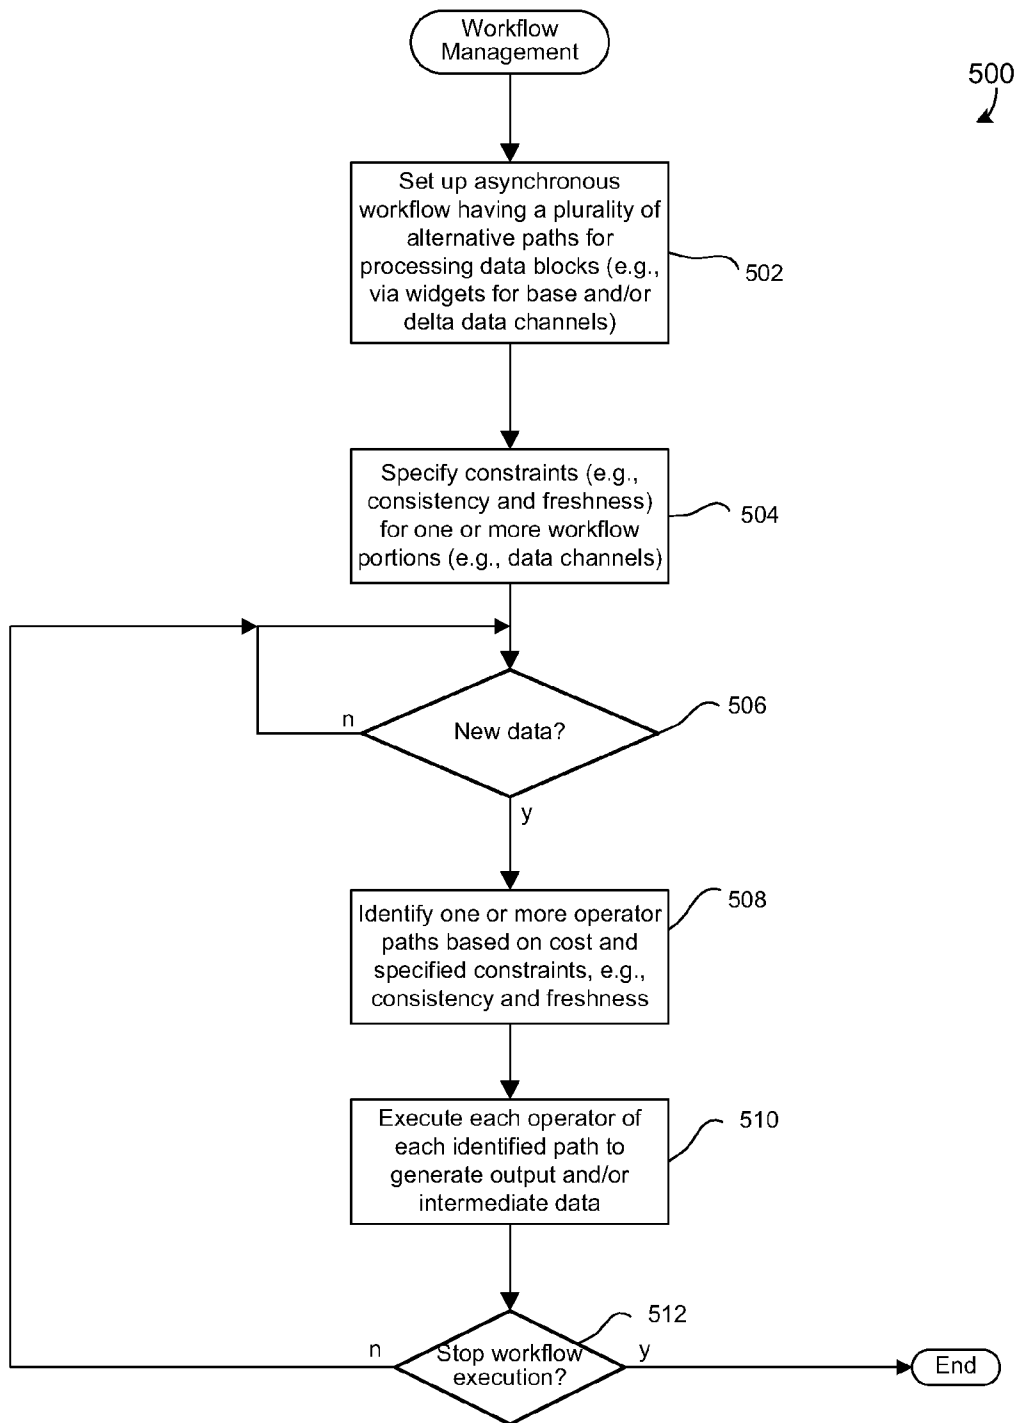 Workflow
Management
500
Set up asynchronous
workflow having a plurality of
alternative paths for
processing data blocks (e.g.,
via widgets for base and/or
delta data channels)
502
Specify constraints (e.g.,
consistency and freshness)
for one or more workflow
portions (e.g., data channels)
504
New data?
506
n
y
Identify one or more operator
paths based on cost and
specified constraints, e.g.,
consistency and freshness
508
Execute each operator of
each identified path to
generate output and/or
intermediate data
510
Stop workflow
execution?
512
n
y
End